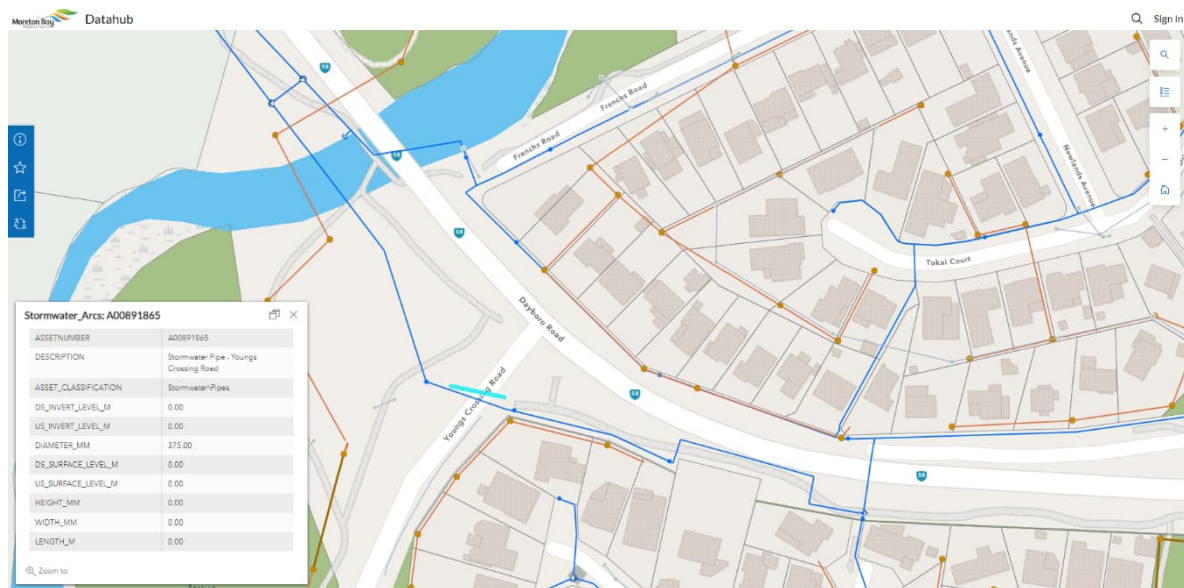 Moreton Bay
Regional Council
Datahub
Sign In
58
Frenchs Road
Frenchs Road
58
58
Newlands Avenue
Tokai Court
Dayboro Road
58
Youngs Crossing Road
58
Stormwater_Arcs: A00891865
ASSETNUMBER A00891865
DESCRIPTION Stormwater Pipe - Youngs
Crossing Road
ASSET_CLASSIFICATION Stormwater\Pipes
DS_INVERT_LEVEL_M 0.00
US_INVERT_LEVEL_M 0.00
DIAMETER_MM 375.00
DS_SURFACE_LEVEL_M 0.00
US_SURFACE_LEVEL_M 0.00
HEIGHT_MM 0.00
WIDTH_MM 0.00
LENGTH_M 0.00
Zoom to